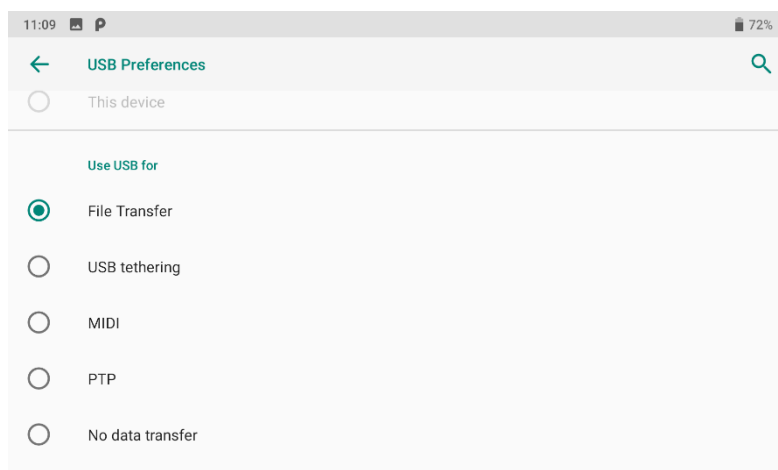 11:09 72%
USB Preferences
This device
Use USB for
File Transfer
USB tethering
MIDI
PTP
No data transfer